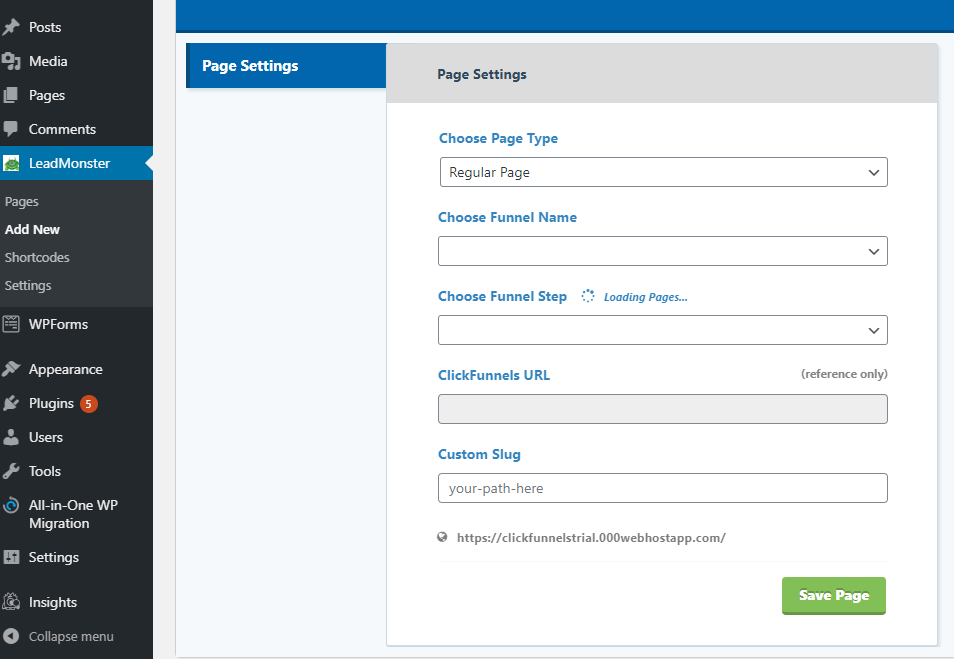 Posts
Media
Pages
Comments
LeadMonster
Pages
Add New
Shortcodes
Settings
WPForms
Appearance
Plugins 5
Users
Tools
All-in-One WP
Migration
Settings
Insights
Collapse menu
Page Settings
Page Settings
Choose Page Type
Regular Page
Choose Funnel Name
Choose Funnel Step Loading Pages...
ClickFunnels URL (reference only)
Custom Slug
your-path-here
https://clickfunnelstrial.000webhostapp.com/
Save Page